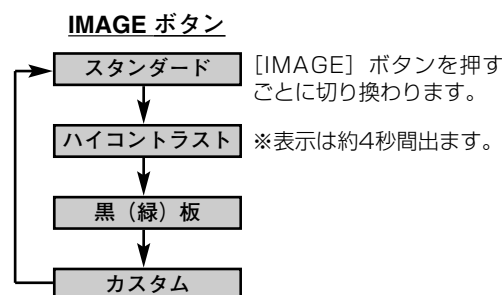 IMAGE ボタン
スタンダード
［IMAGE］ボタンを押す
ごとに切り換わります。
ハイコントラスト
※表示は約4秒間出ます。
黒（緑）板
カスタム